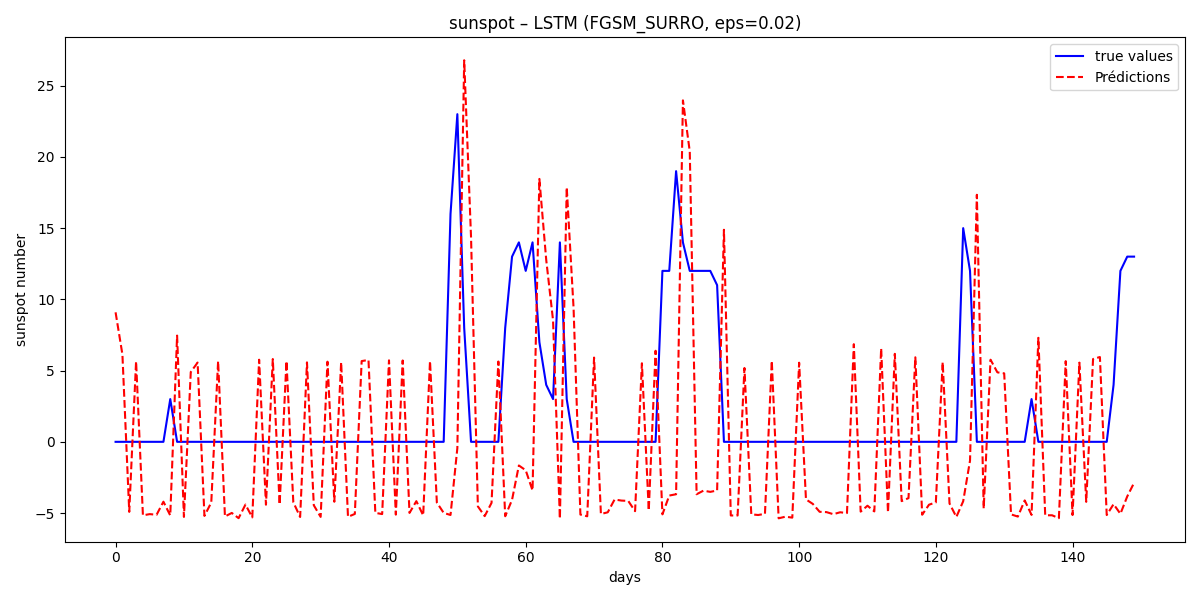 sunspot – LSTM (FGSM_SURRO, eps=0.02)
true values
Prédictions
sunspot number
25
20
15
10
5
0
−5
0 20 40 60 80 100 120 140
days